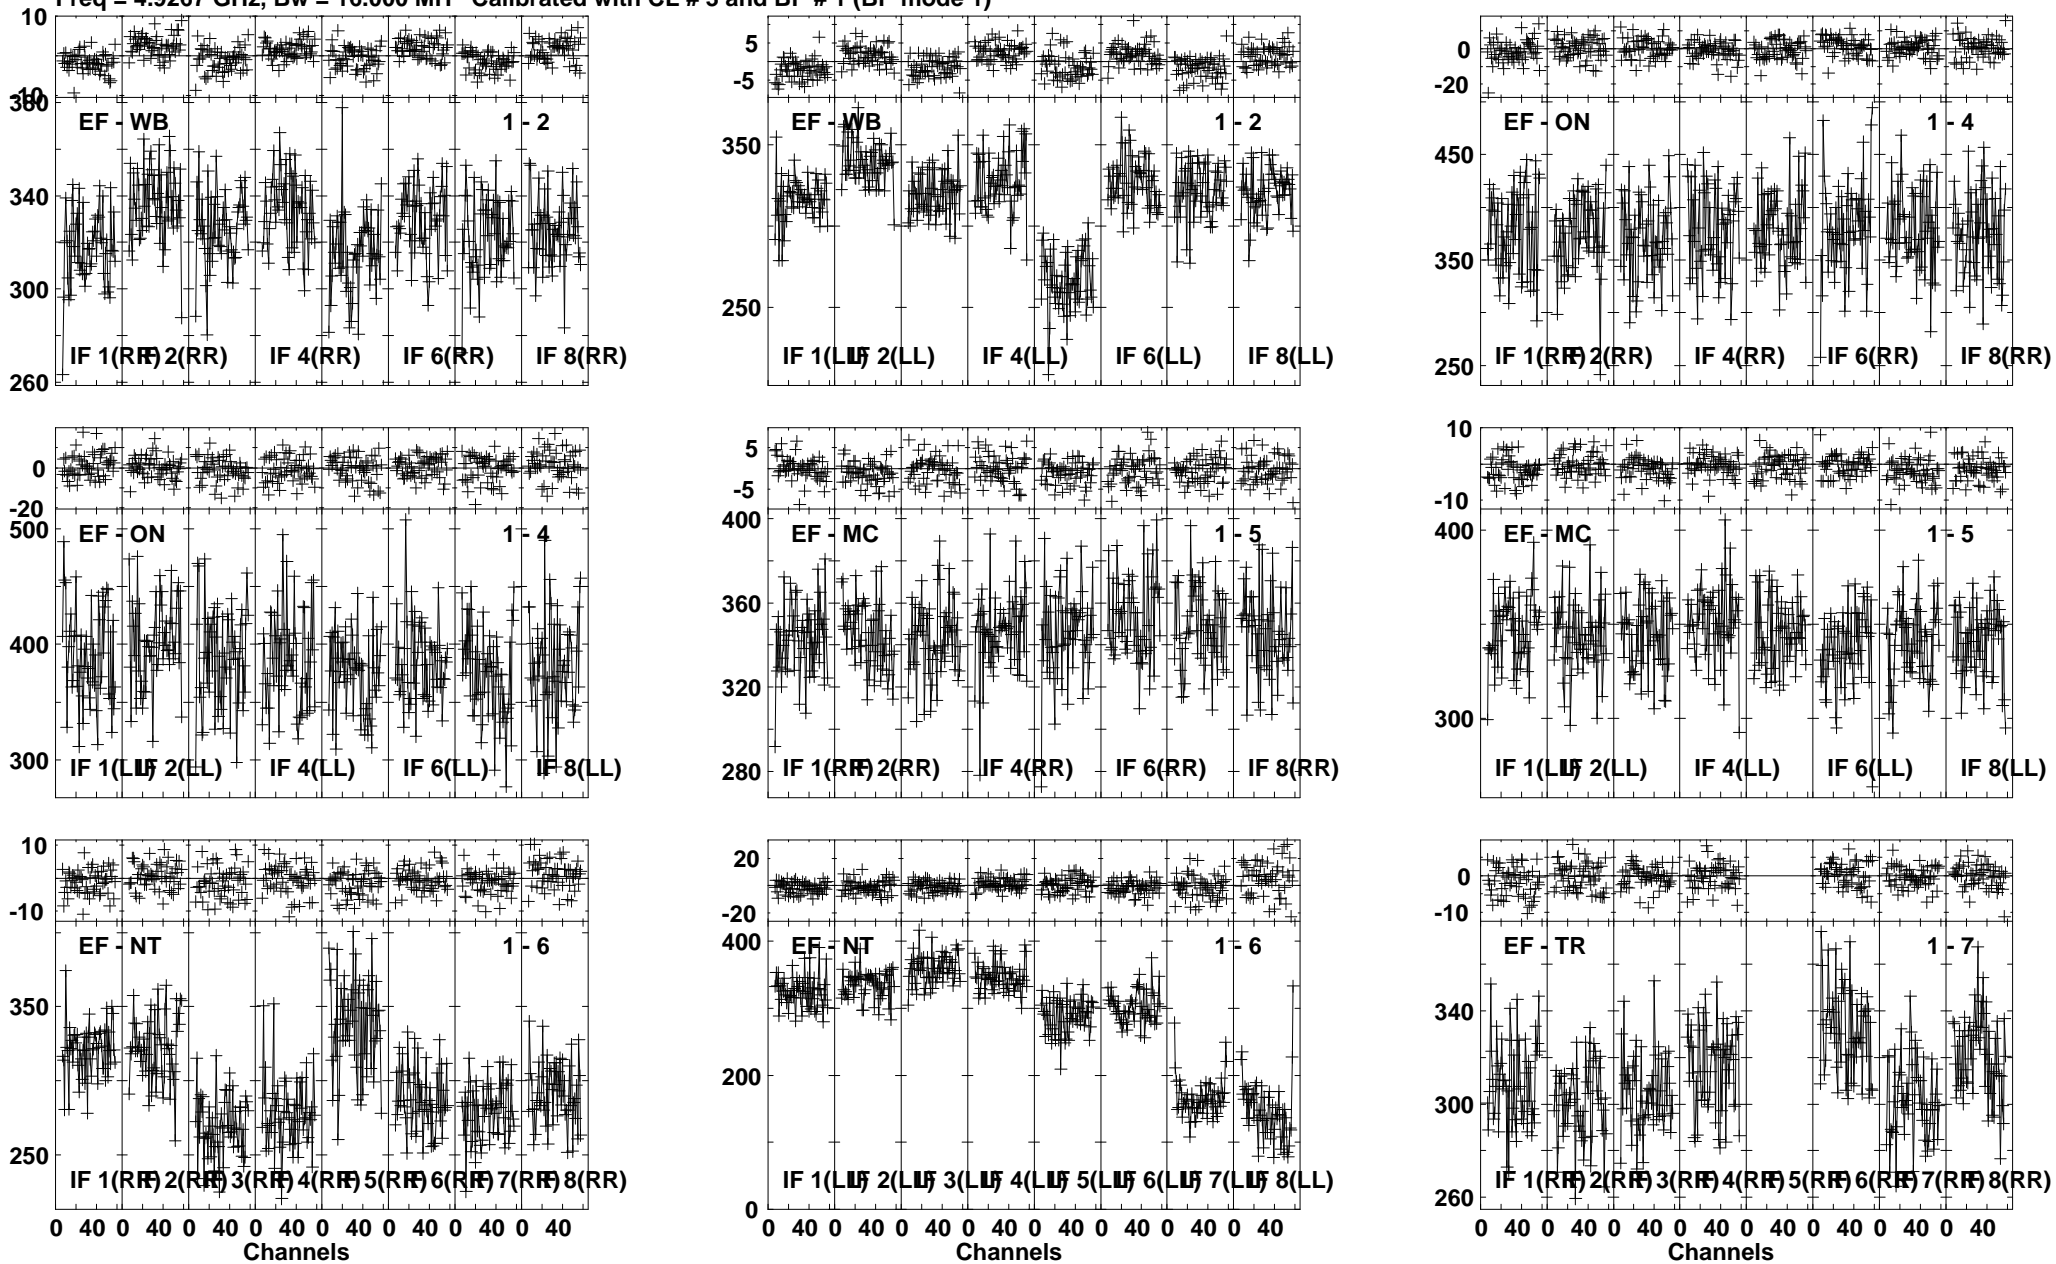 Freq = 4.9267 GHz, Bw = 16.000 MH Calibrated with CL # 3 and BP # 1 (BP mode 1)
10
10
380
340
300
260
EF - WB 1 - 2
IF 1(RR) IF 2(RR) IF 4(RR) IF 6(RR) IF 8(RR)
5
-5
350
250
EF - WB 1 - 2
IF 1(LL) IF 2(LL) IF 4(LL) IF 6(LL) IF 8(LL)
0
-20
450
350
250
EF - ON 1 - 4
IF 1(RR) IF 2(RR) IF 4(RR) IF 6(RR) IF 8(RR)
0
-20
500
400
300
EF - ON 1 - 4
IF 1(LL) IF 2(LL) IF 4(LL) IF 6(LL) IF 8(LL)
5
-5
400
360
320
280
EF - MC 1 - 5
IF 1(RR) IF 2(RR) IF 4(RR) IF 6(RR) IF 8(RR)
10
-10
400
300
EF - MC 1 - 5
IF 1(LL) IF 2(LL) IF 4(LL) IF 6(LL) IF 8(LL)
10
-10
350
250
EF - NT 1 - 6
IF 1(RR) IF 2(RR) IF 3(RR) IF 4(RR) IF 5(RR) IF 6(RR) IF 7(RR) IF 8(RR)
0 40 0 40 0 40 0 40 0 40 0 40 0 40 0 40
Channels
20
-20
400
200
0
EF - NT 1 - 6
IF 1(LL) IF 2(LL) IF 3(LL) IF 4(LL) IF 5(LL) IF 6(LL) IF 7(LL) IF 8(LL)
0 40 0 40 0 40 0 40 0 40 0 40 0 40 0 40
Channels
0
-10
340
300
260
EF - TR 1 - 7
IF 1(RR) IF 2(RR) IF 3(RR) IF 4(RR) IF 5(RR) IF 6(RR) IF 7(RR) IF 8(RR)
0 40 0 40 0 40 0 40 0 40 0 40 0 40 0 40
Channels